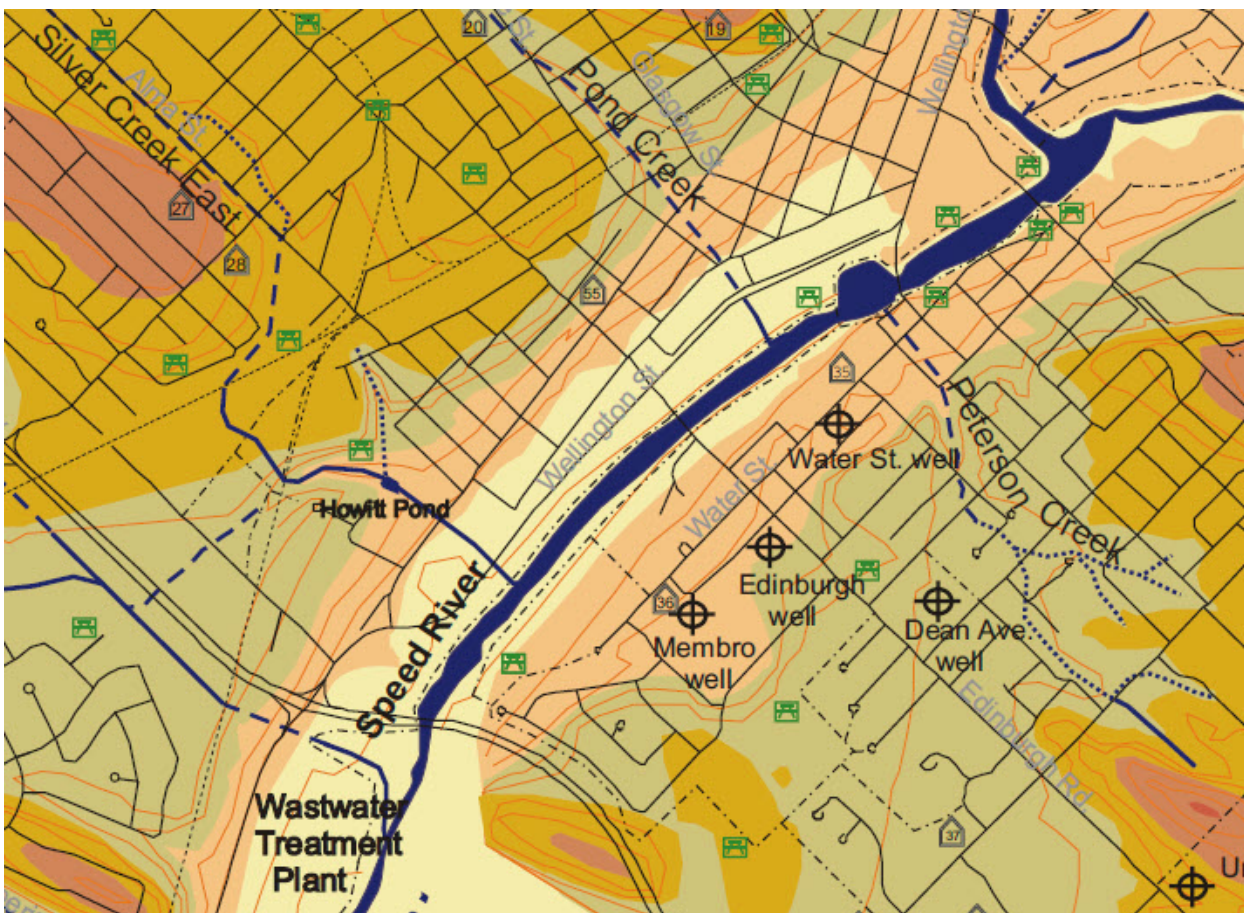 20
19
Wellington
Silver Creek East
Alma St.
Pond Creek
Glasgow St.
27
28
55
35
Wellington St.
Peterson Creek
Water St. well
Water St.
Howitt Pond
Edinburgh
well
36
Membro
well
Dean Ave.
well
Speed River
Edinburgh Rd
Wastwater
Treatment
Plant
37